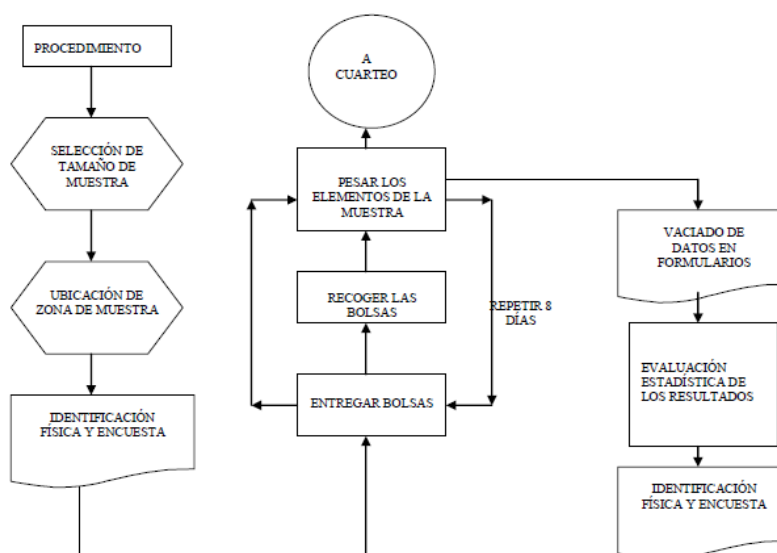 PROCEDIMIENTO
SELECCIÓN DE
TAMAÑO DE
MUESTRA
UBICACIÓN DE
ZONA DE MUESTRA
IDENTIFICACIÓN
FÍSICA Y ENCUESTA
A
CUARTEO
PESAR LOS
ELEMENTOS DE LA
MUESTRA
RECOGER LAS
BOLSAS
REPETIR 8
DÍAS
ENTREGAR BOLSAS
VACIADO DE
DATOS EN
FORMULARIOS
EVALUACIÓN
ESTADÍSTICA DE
LOS RESULTADOS
IDENTIFICACIÓN
FÍSICA Y ENCUESTA